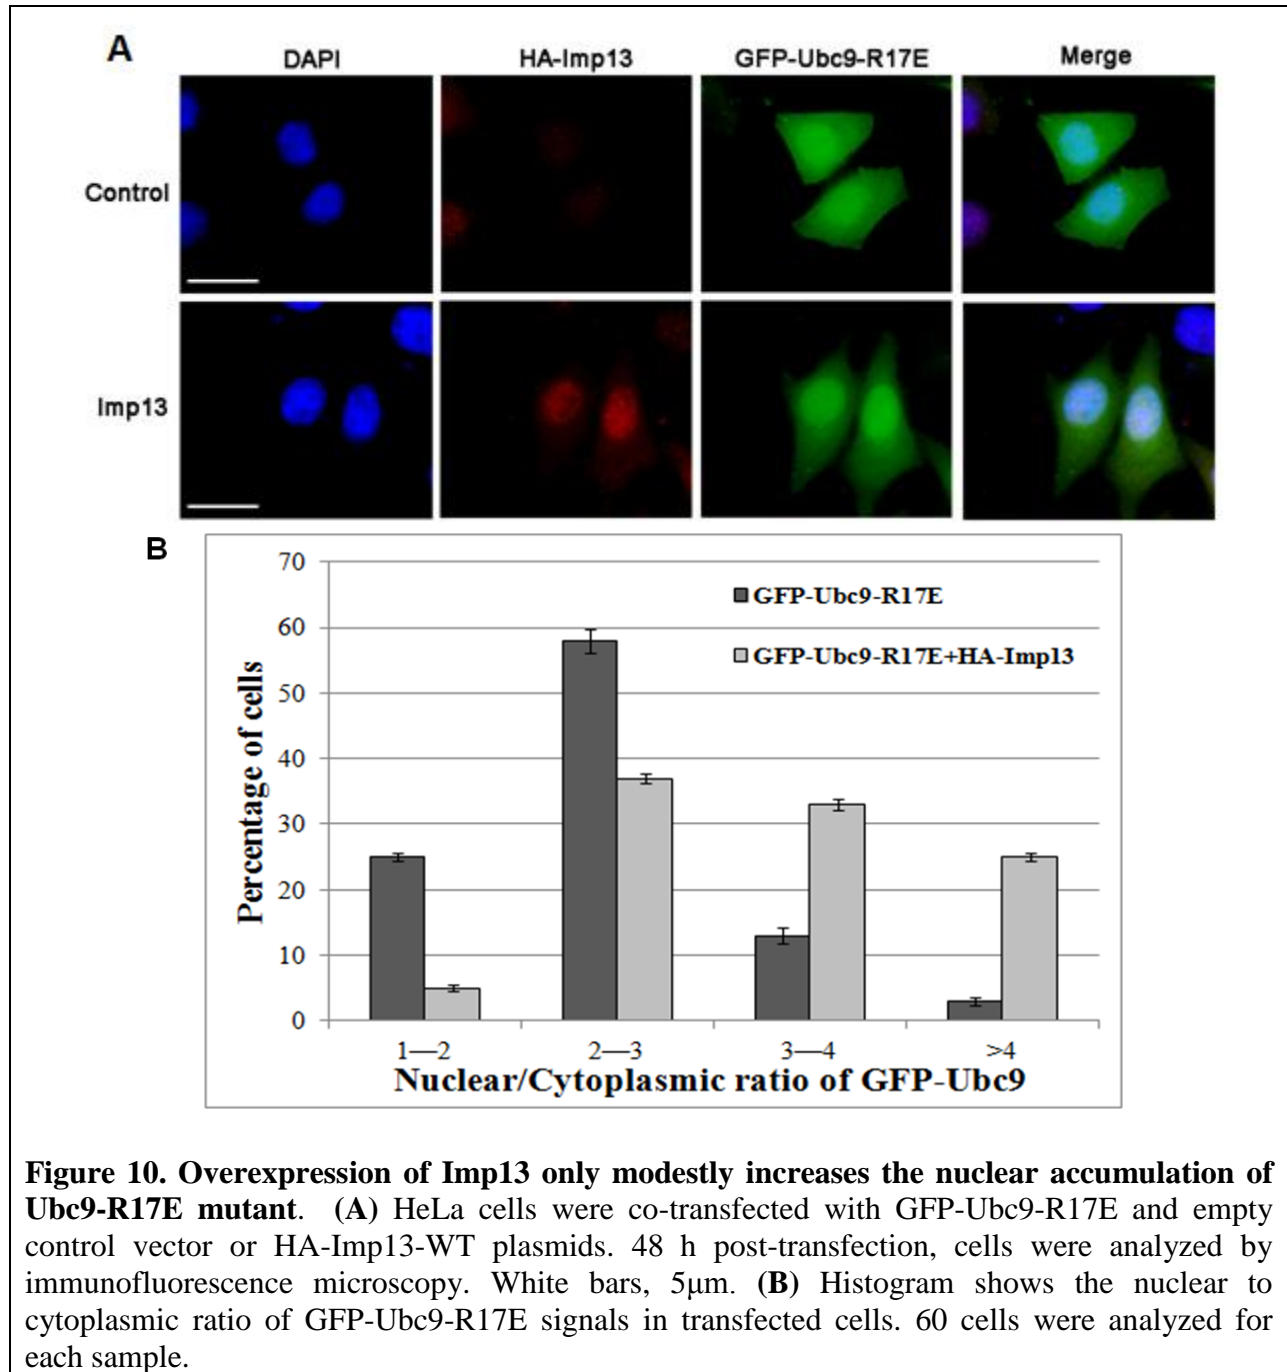 A
DAPI HA-Imp13 GFP-Ubc9-R17E Merge
Control
Imp13
B
70
60
50
40
30
20
10
0
Percentage of cells
GFP-Ubc9-R17E
GFP-Ubc9-R17E+HA-Imp13
1—2 2—3 3—4 >4
Nuclear/Cytoplasmic ratio of GFP-Ubc9
Figure 10. Overexpression of Imp13 only modestly increases the nuclear accumulation of
Ubc9-R17E mutant. (A) HeLa cells were co-transfected with GFP-Ubc9-R17E and empty
control vector or HA-Imp13-WT plasmids. 48 h post-transfection, cells were analyzed by
immunofluorescence microscopy. White bars, 5μm. (B) Histogram shows the nuclear to
cytoplasmic ratio of GFP-Ubc9-R17E signals in transfected cells. 60 cells were analyzed for
each sample.